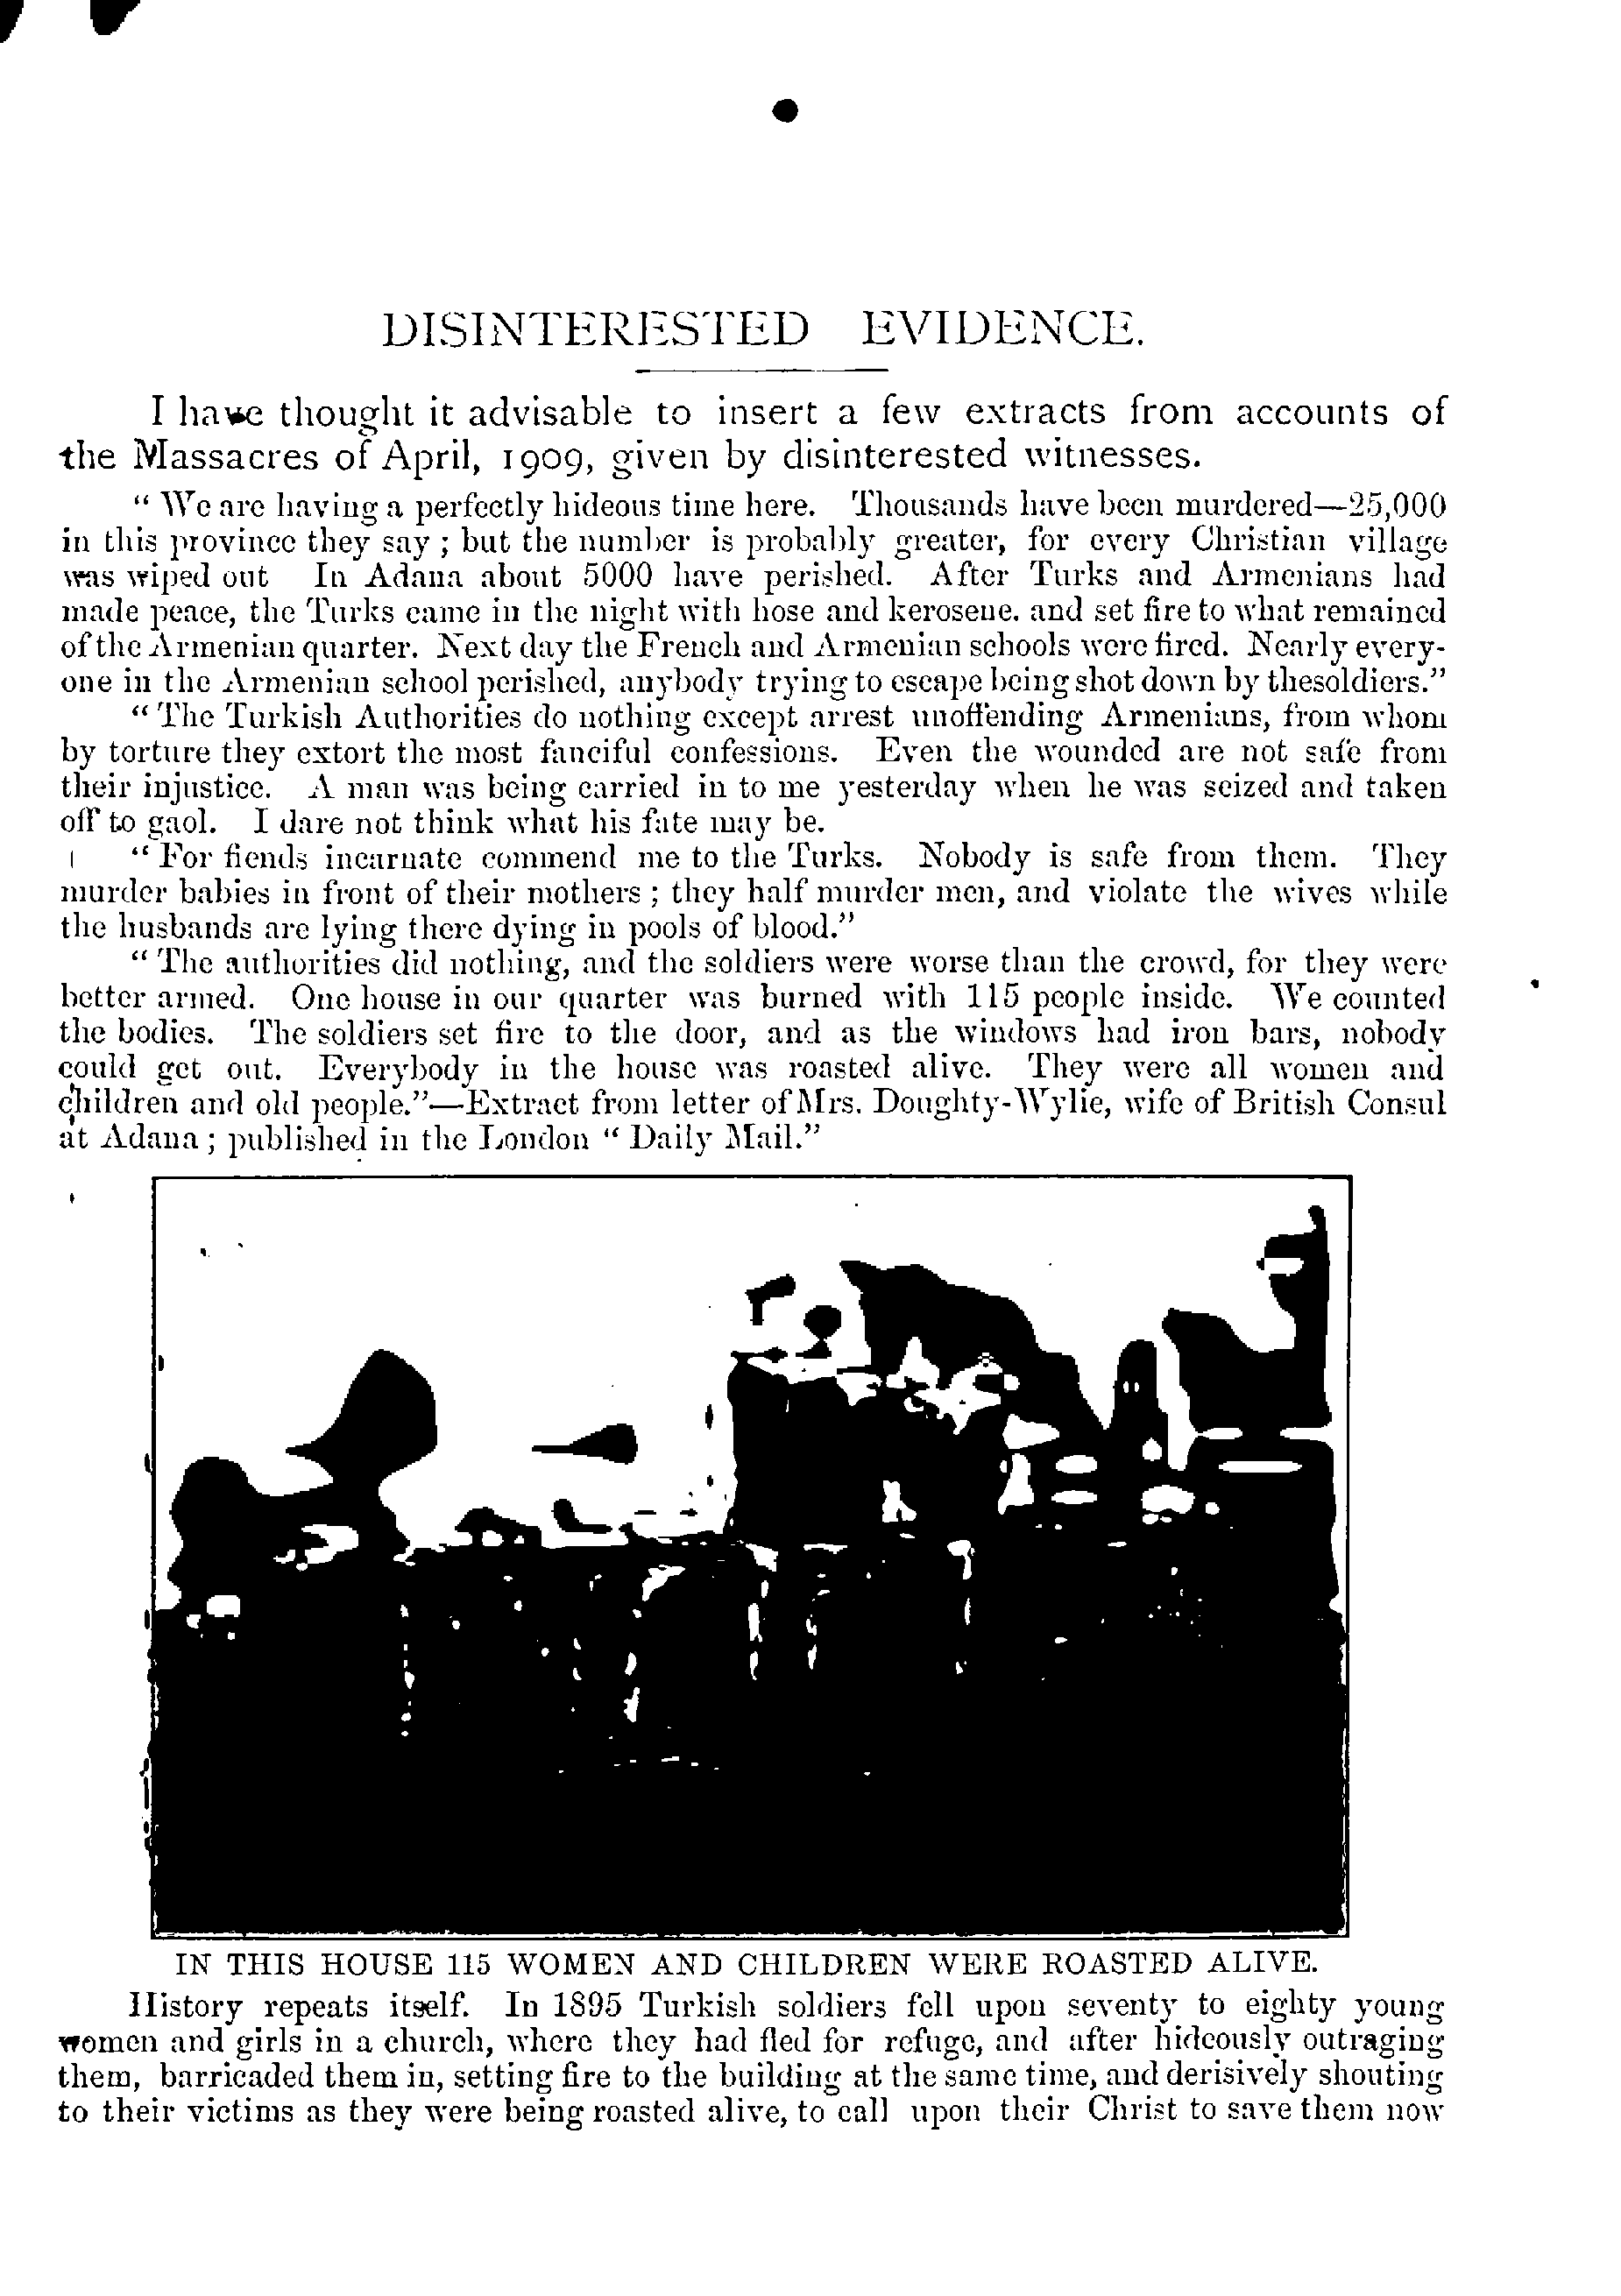 DISINTERESTED EVIDENCE.
I have thought it advisable to insert a few extracts from accounts of
the Massacres of April, 1909, given by disinterested witnesses.
“ We are having a perfectly hideous time here. Thousands have been murdered—25,000
in this province they say ; but the number is probably greater, for every Christian village
was wiped out In Adana about 5000 have perished. After Turks and Armenians had
made peace, the Turks came in the night with hose and kerosene. and set fire to what remained
of the Armenian quarter. Next day the French and Armenian schools were fired. Nearly every-
one in the Armenian school perished, anybody trying to escape being shot down by thesoldiers.”
“ The Turkish Authorities do nothing except arrest unoffending Armenians, from whom
by torture they extort the most fanciful confessions. Even the wounded are not safe from
their injustice. A man was being carried in to me yesterday when he was seized and taken
off to gaol. I dare not think what his fate may be.
“ For fiends incarnate commend me to the Turks. Nobody is safe from them. They
murder babies in front of their mothers ; they half murder men, and violate the wives while
the husbands are lying there dying in pools of blood.”
“ The authorities did nothing, and the soldiers were worse than the crowd, for they were
better armed. One house in our quarter was burned with 115 people inside. We counted
the bodies. The soldiers set fire to the door, and as the windows had iron bars, nobody
could get out. Everybody in the house was roasted alive. They were all women and
children and old people.”—Extract from letter of Mrs. Doughty-Wylie, wife of British Consul
at Adana ; published in the London “ Daily Mail.”
IN THIS HOUSE 115 WOMEN AND CHILDREN WERE ROASTED ALIVE.
History repeats itself. In 1895 Turkish soldiers fell upon seventy to eighty young
women and girls in a church, where they had fled for refuge, and after hideously outraging
them, barricaded them in, setting fire to the building at the same time, and derisively shouting
to their victims as they were being roasted alive, to call upon their Christ to save them now